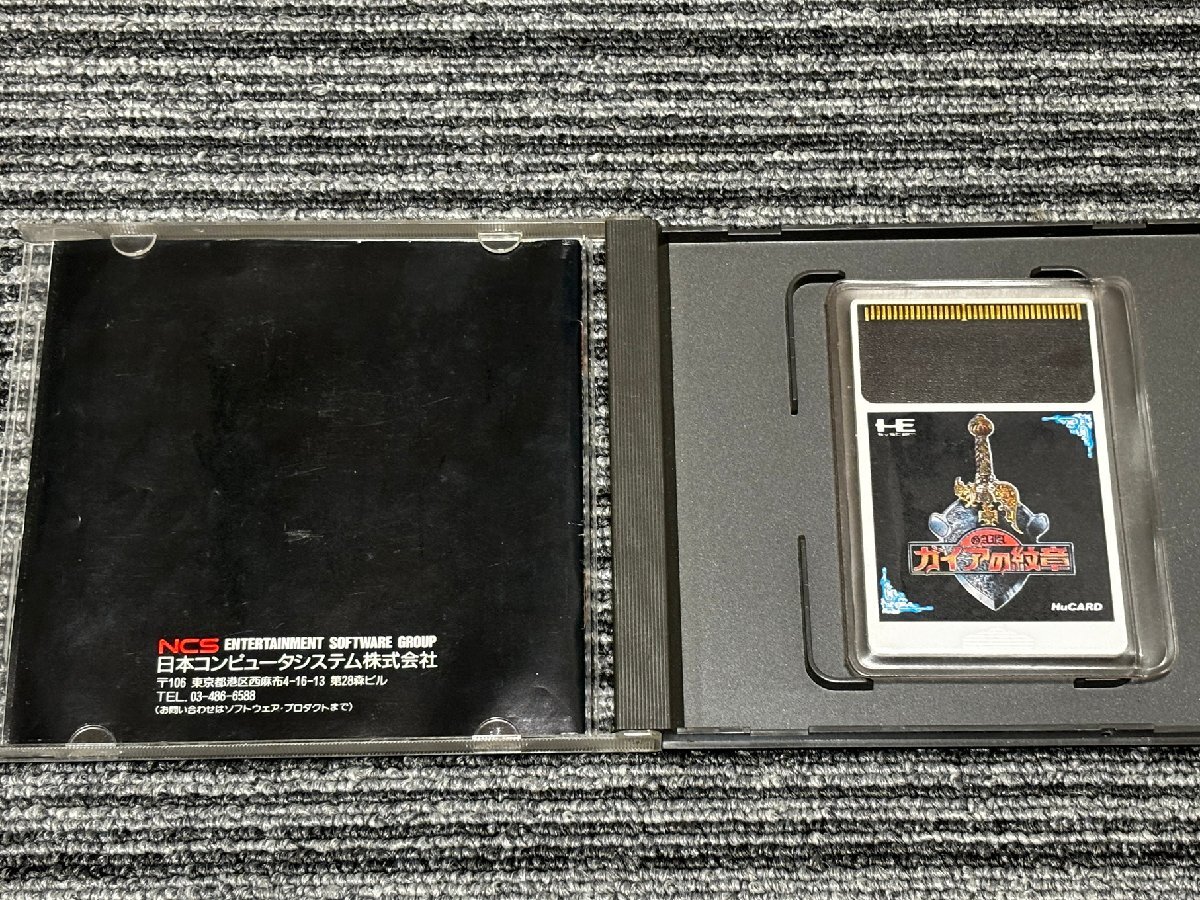 NCS ENTERTAINMENT SOFTWARE GROUP
日本コンピュータシステム株式会社
〒106 東京都港区西麻布4-16-13 第28森ビル
TEL. 03-486-6588
(お問い合わせはソフトウェア・プロダクトまで)
HE
ガイアの紋章
HuCARD